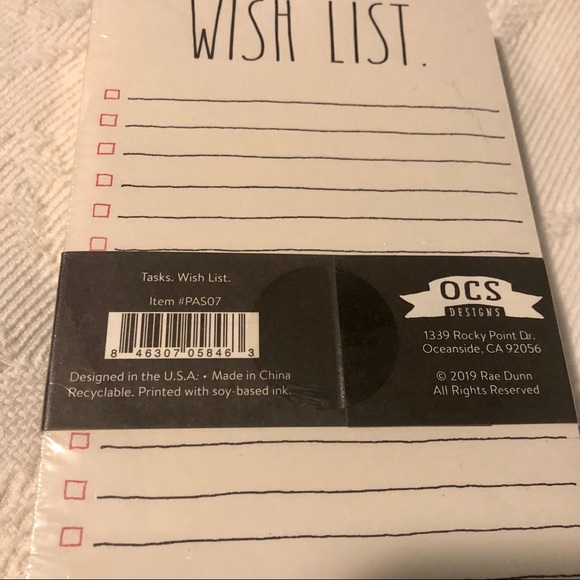 WISH LIST.
Tasks. Wish List.
Item #PAS07
8 46307 05846 3
Designed in the U.S.A. • Made in China
Recyclable. Printed with soy-based ink.
OCS
DESIGNS
1339 Rocky Point Dr.
Oceanside, CA 92056
© 2019 Rae Dunn
All Rights Reserved